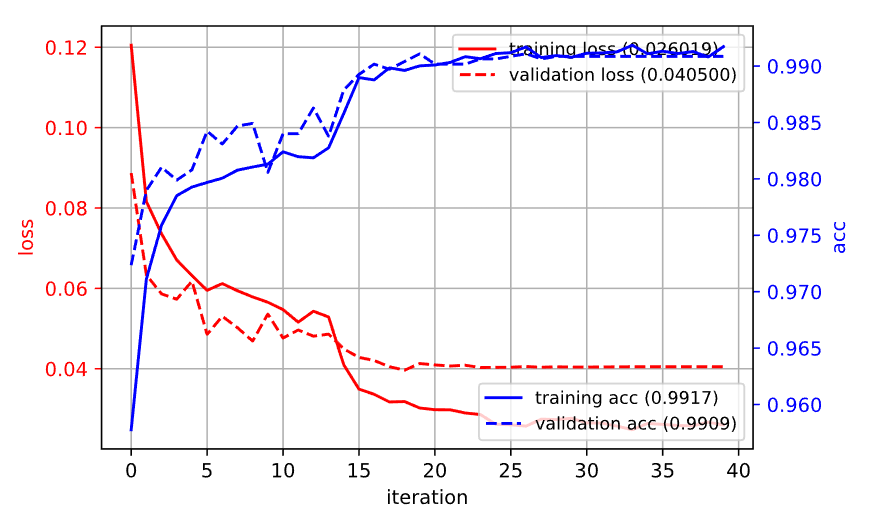 0.12
0.10
0.08
0.06
0.04
loss
training loss (0.026019)
validation loss (0.040500)
0.990
0.985
0.980
0.975
0.970
0.965
0.960
acc
training acc (0.9917)
validation acc (0.9909)
0 5 10 15 20 25 30 35 40
iteration